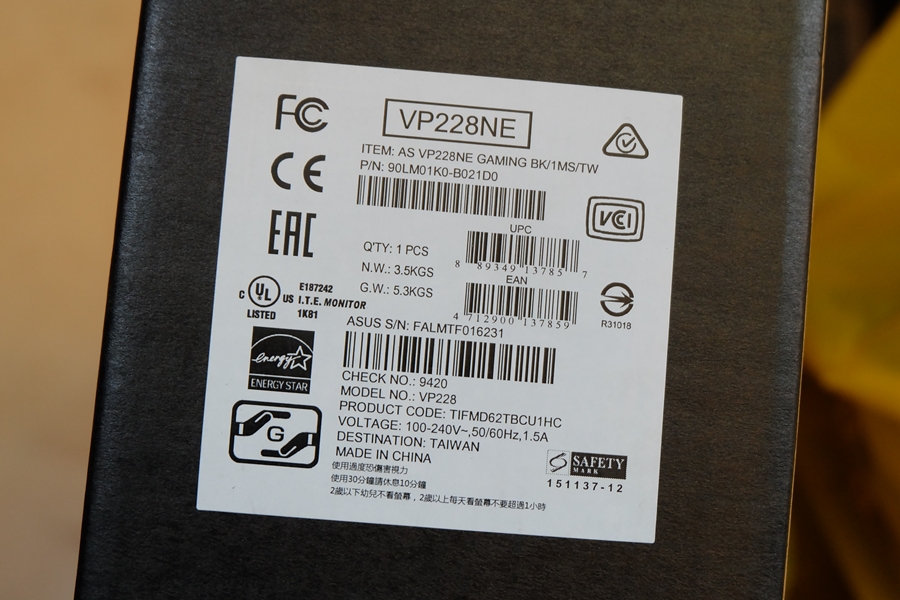 FC
VP228NE
ITEM: AS VP228NE GAMING BK/1MS/TW
P/N: 90LM01K0-B021D0
CE
VCI
EAC
UPC
Q'TY: 1 PCS
8 89349 13785 7
N.W.: 3.5KGS
EAN
G.W.: 5.3KGS
4 712900 137859
C UL US LISTED
E187242
I.T.E. MONITOR
1K81
R31018
ASUS S/N: FALMTF016231
energy
ENERGY STAR
CHECK NO.: 9420
MODEL NO.: VP228
PRODUCT CODE: TIFMD62TBCU1HC
VOLTAGE: 100-240V~,50/60Hz,1.5A
DESTINATION: TAIWAN
MADE IN CHINA
G
使用過度恐傷害視力
使用30分鐘請休息10分鐘
2歲以下幼兒不看螢幕，2歲以上每天看螢幕不要超過1小時
S SAFETY
MARK
151137-12